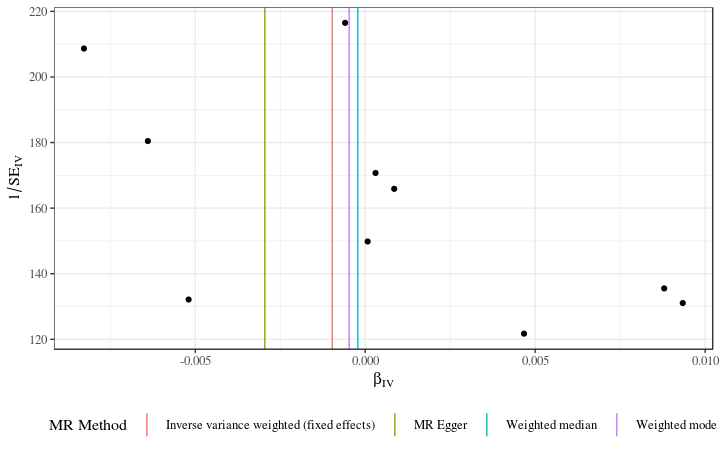 220
200
180
160
140
120
1/SE_IV
-0.005 0.000 0.005 0.010
β_IV
MR Method Inverse variance weighted (fixed effects) MR Egger Weighted median Weighted mode